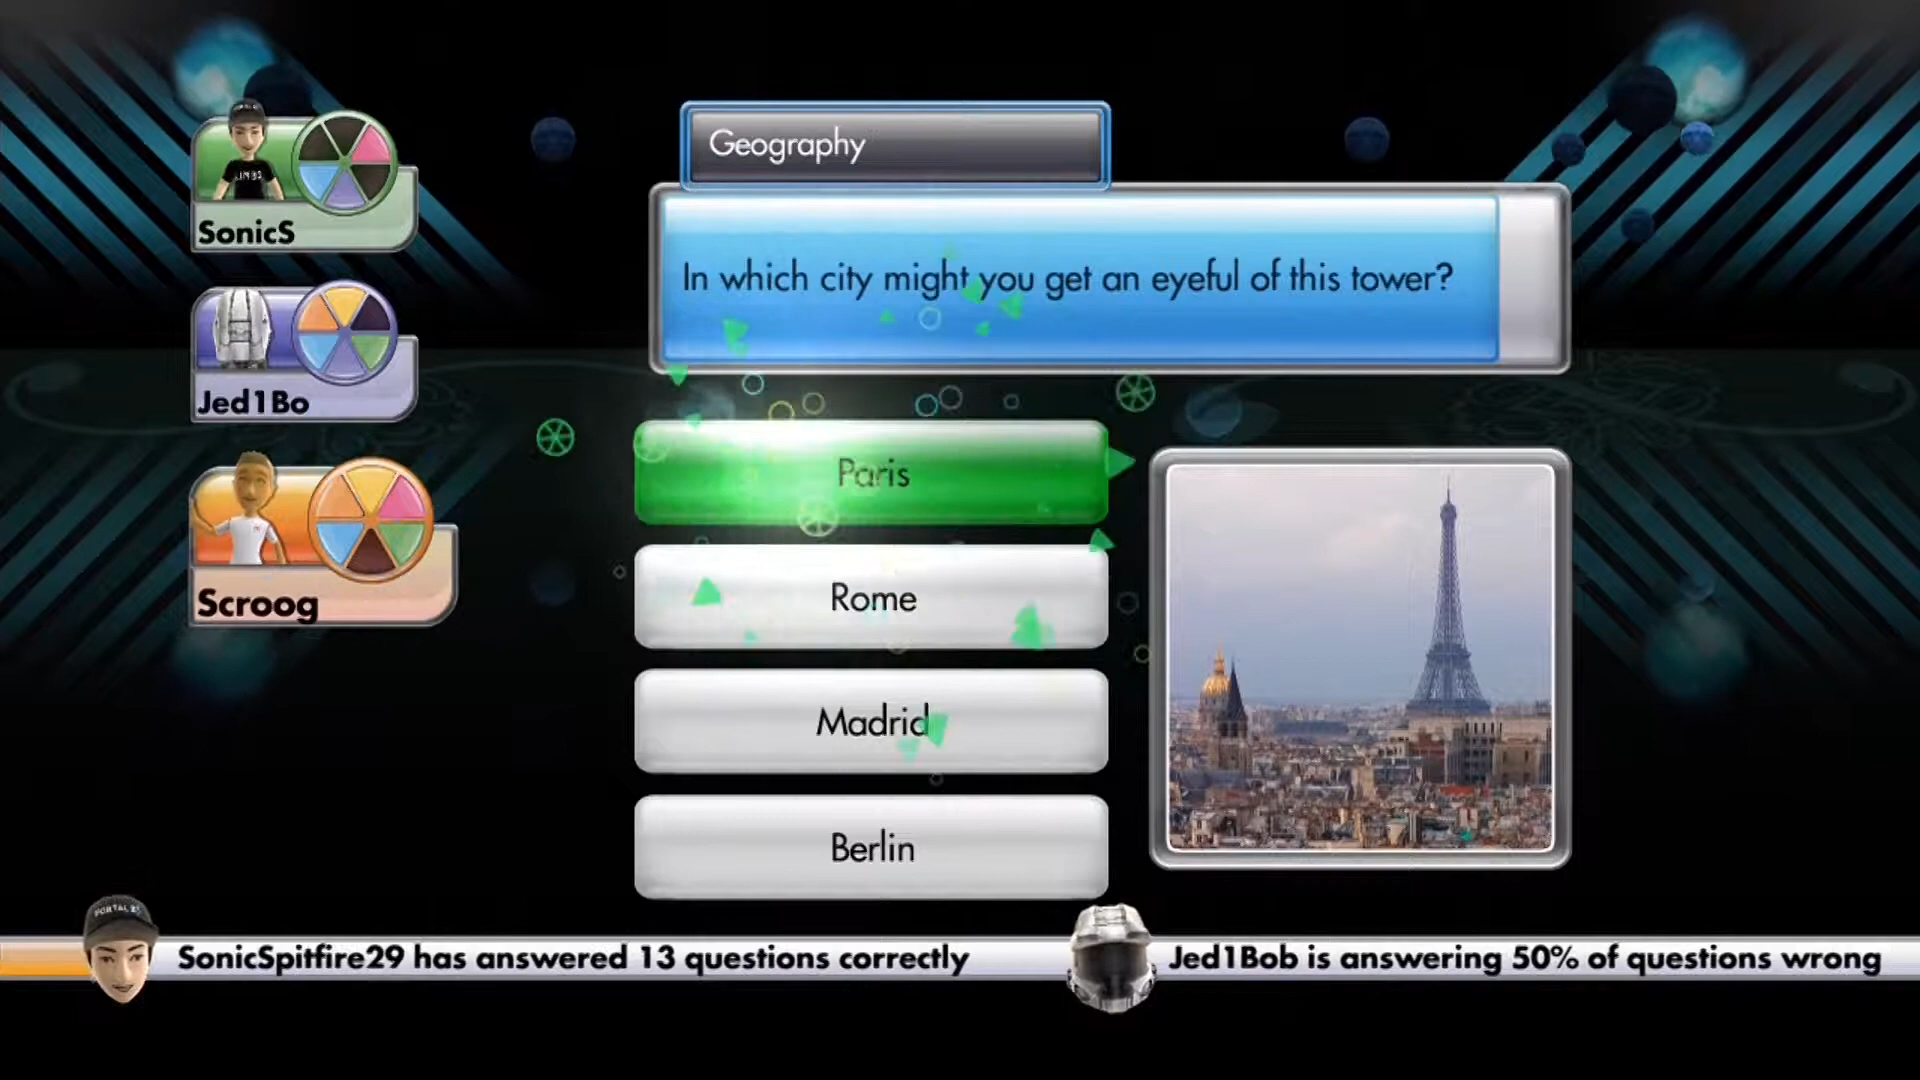 Geography
In which city might you get an eyeful of this tower?
SonicS
Jed1Bo
Scroog
Paris
Rome
Madrid
Berlin
SonicSpitfire29 has answered 13 questions correctly
Jed1Bob is answering 50% of questions wrong